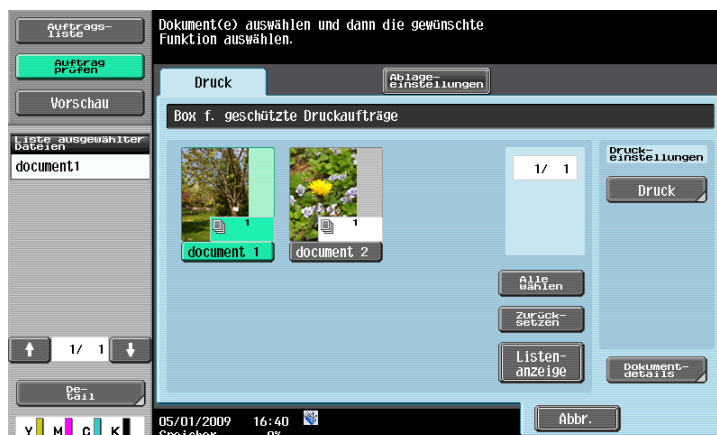 Auftrags-
liste
Auftrag
prüfen
Vorschau
Liste ausgewählter
Dateien
document1
1/ 1
De-
tail
Y M C K
Dokument(e) auswählen und dann die gewünschte
Funktion auswählen.
Druck
Ablage-
einstellungen
Box f. geschützte Druckaufträge
1
document 1
1
document 2
1/ 1
Alle
wählen
Zurück-
setzen
Listen-
anzeige
Druck-
einstellungen
Druck
Dokument-
details
05/01/2009 16:40
Speicher 0%
Abbr.